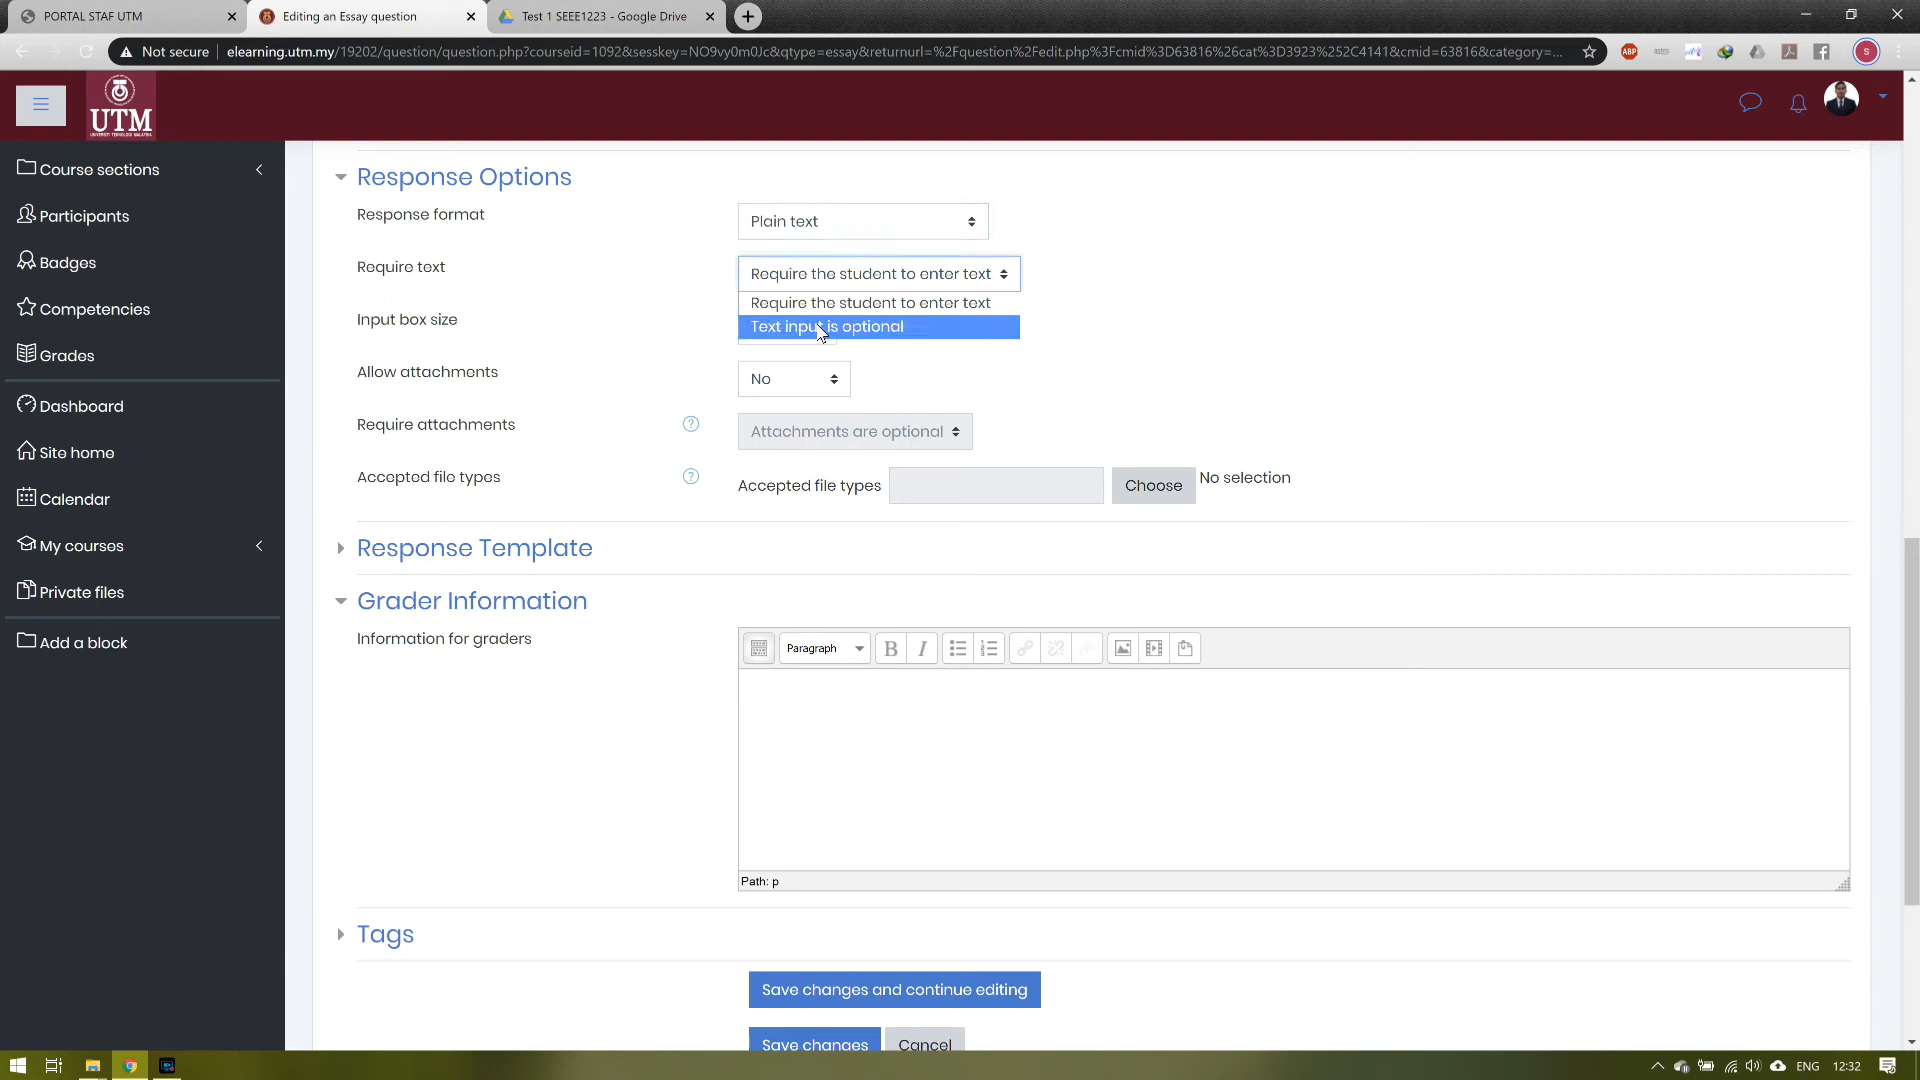 PORTAL STAF UTM
Editing an Essay question
Test 1 SEEE1223 - Google Drive
Not secure
elearning.utm.my/19202/question/question.php?courseid=1092&sesskey=NO9vy0m0Jc&qtype=essay&returnurl=%2Fquestion%2Fedit.php%3Fcmid%3D63816%26cat%3D3923%252C4141&cmid=63816&category=...
ABP
S
UTM
UNIVERSITI TEKNOLOGI MALAYSIA
Course sections
Participants
Badges
Competencies
Grades
Dashboard
Site home
Calendar
My courses
Private files
Add a block
Response Options
Response format
Plain text
Require text
Require the student to enter text
Require the student to enter text
Text input is optional
Input box size
Allow attachments
No
Require attachments
Attachments are optional
Accepted file types
Accepted file types
Choose
No selection
Response Template
Grader Information
Information for graders
Paragraph
B
I
Path: p
Tags
Save changes and continue editing
Save changes
Cancel
ENG
12:32